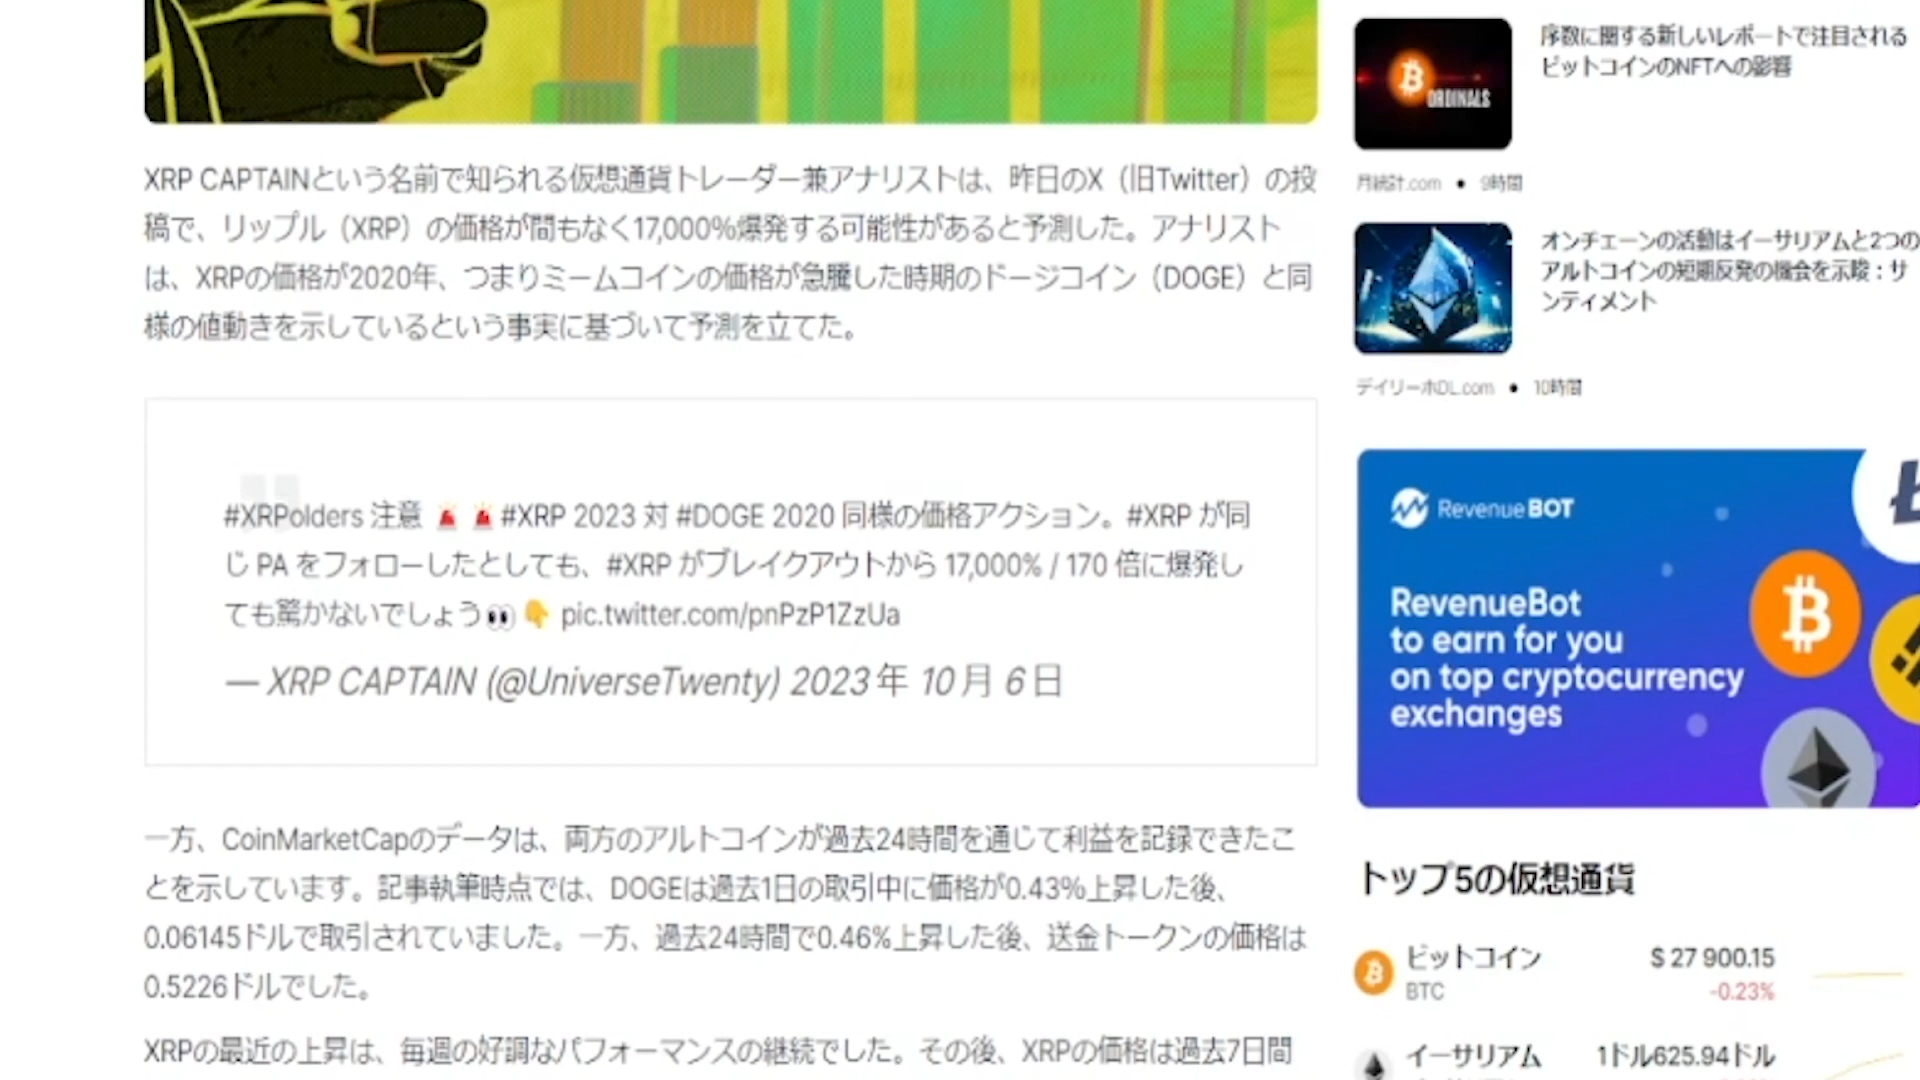 XRP CAPTAINという名前で知られる仮想通貨トレーダー兼アナリストは、昨日のX（旧Twitter）の投
稿で、リップル（XRP）の価格が間もなく17,000%爆発する可能性があると予測した。アナリスト
は、XRPの価格が2020年、つまりミームコインの価格が急騰した時期のドージコイン（DOGE）と同
様の値動きを示しているという事実に基づいて予測を立てた。
#XRPolders 注意 🚨 🚨 #XRP 2023 対 #DOGE 2020 同様の価格アクション。#XRP が同
じ PA をフォローしたとしても、#XRP がブレイクアウトから 17,000% / 170 倍に爆発し
ても驚かないでしょう 👀 👇 pic.twitter.com/pnPzP1ZzUa
— XRP CAPTAIN (@UniverseTwenty) 2023 年 10 月 6 日
一方、CoinMarketCapのデータは、両方のアルトコインが過去24時間を通じて利益を記録できたこ
とを示しています。記事執筆時点では、DOGEは過去1日の取引中に価格が0.43%上昇した後、
0.06145ドルで取引されていました。一方、過去24時間で0.46%上昇した後、送金トークンの価格は
0.5226ドルでした。
XRPの最近の上昇は、毎週の好調なパフォーマンスの継続でした。その後、XRPの価格は過去7日間
ORDINALS
序数に関する新しいレポートで注目される
ビットコインのNFTへの影響
月統計.com ● 9時間
オンチェーンの活動はイーサリアムと2つの
アルトコインの短期反発の機会を示唆：サ
ンティメント
デイリーホDL.com ● 10時間
RevenueBOT
RevenueBot
to earn for you
on top cryptocurrency
exchanges
トップ5の仮想通貨
ビットコイン $ 27 900.15
BTC -0.23%
イーサリアム 1ドル625.94ドル